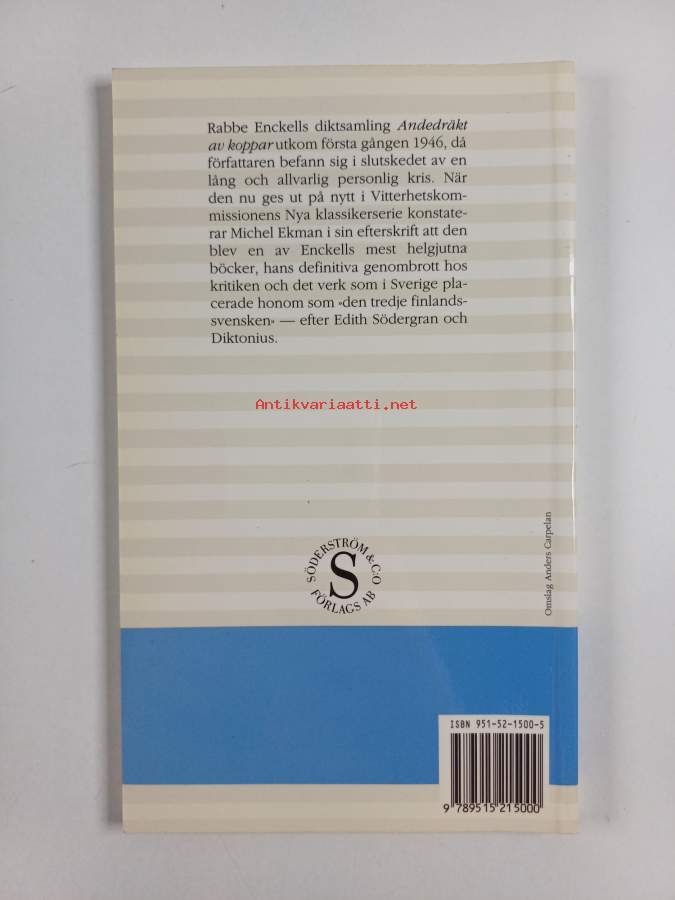 Rabbe Enckells diktsamling Andedräkt
av koppar utkom första gången 1946, då
författaren befann sig i slutskedet av en
lång och allvarlig personlig kris. När
den nu ges ut på nytt i Vitterhetskom-
missionens Nya klassikerserie konstate-
rar Michel Ekman i sin efterskrift att den
blev en av Enckells mest helgjutna
böcker, hans definitiva genombrott hos
kritiken och det verk som i Sverige pla-
cerade honom som »den tredje finlands-
svensken» — efter Edith Södergran och
Diktonius.
Antikvariaatti.net
SÖDERSTRÖM & C:O
S
FÖRLAGS AB
Omslag Anders Carpelan
ISBN 951-52-1500-5
9 789515 215000